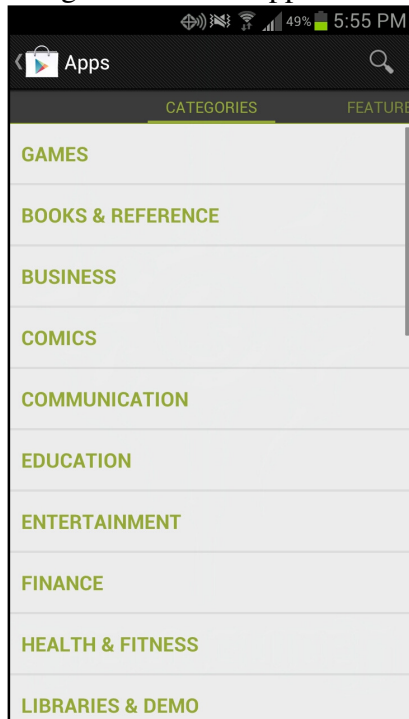 49% 5:55 PM
Apps
CATEGORIES FEATURE
GAMES
BOOKS & REFERENCE
BUSINESS
COMICS
COMMUNICATION
EDUCATION
ENTERTAINMENT
FINANCE
HEALTH & FITNESS
LIBRARIES & DEMO